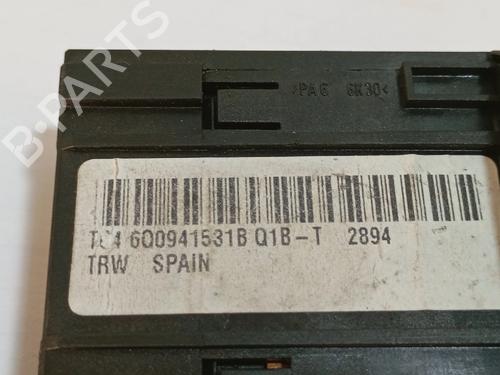 >PA6 GK30<
6Q0941531B Q1B-T 2894
TRW SPAIN
B-PARTS